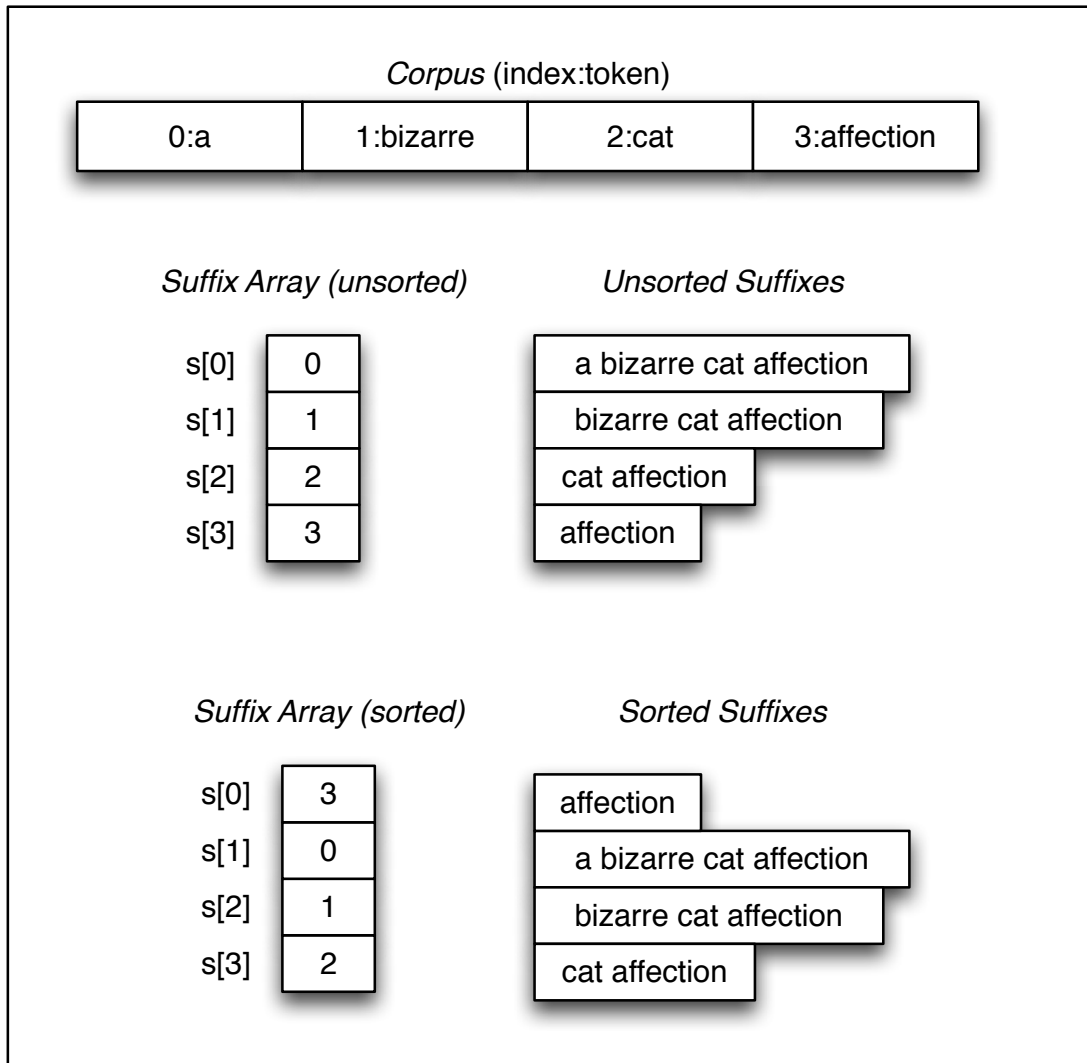 Corpus (index:token)
0:a 1:bizarre 2:cat 3:affection
Suffix Array (unsorted) Unsorted Suffixes
s[0] 0 a bizarre cat affection
s[1] 1 bizarre cat affection
s[2] 2 cat affection
s[3] 3 affection
Suffix Array (sorted) Sorted Suffixes
s[0] 3 affection
s[1] 0 a bizarre cat affection
s[2] 1 bizarre cat affection
s[3] 2 cat affection